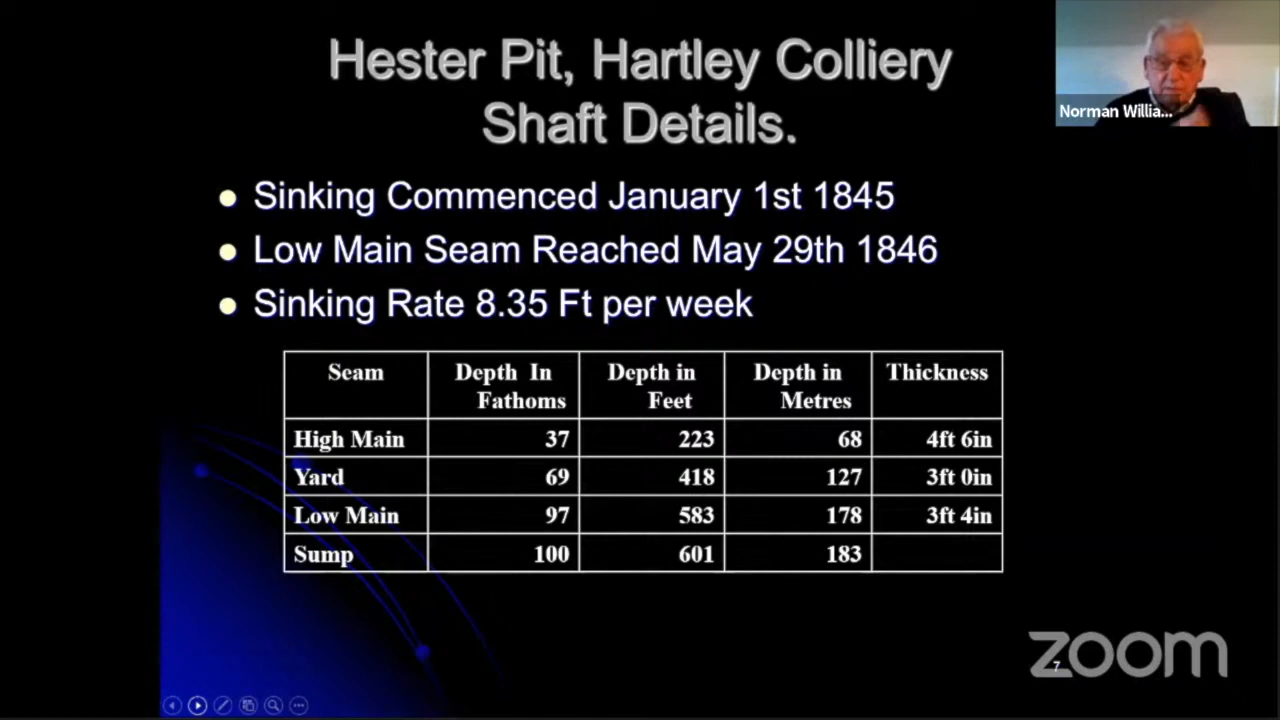 Hester Pit, Hartley Colliery
Shaft Details.
Norman Willia...
Sinking Commenced January 1st 1845
Low Main Seam Reached May 29th 1846
Sinking Rate 8.35 Ft per week
Seam Depth In Fathoms Depth in Feet Depth in Metres Thickness
High Main 37 223 68 4ft 6in
Yard 69 418 127 3ft 0in
Low Main 97 583 178 3ft 4in
Sump 100 601 183
zoom
7